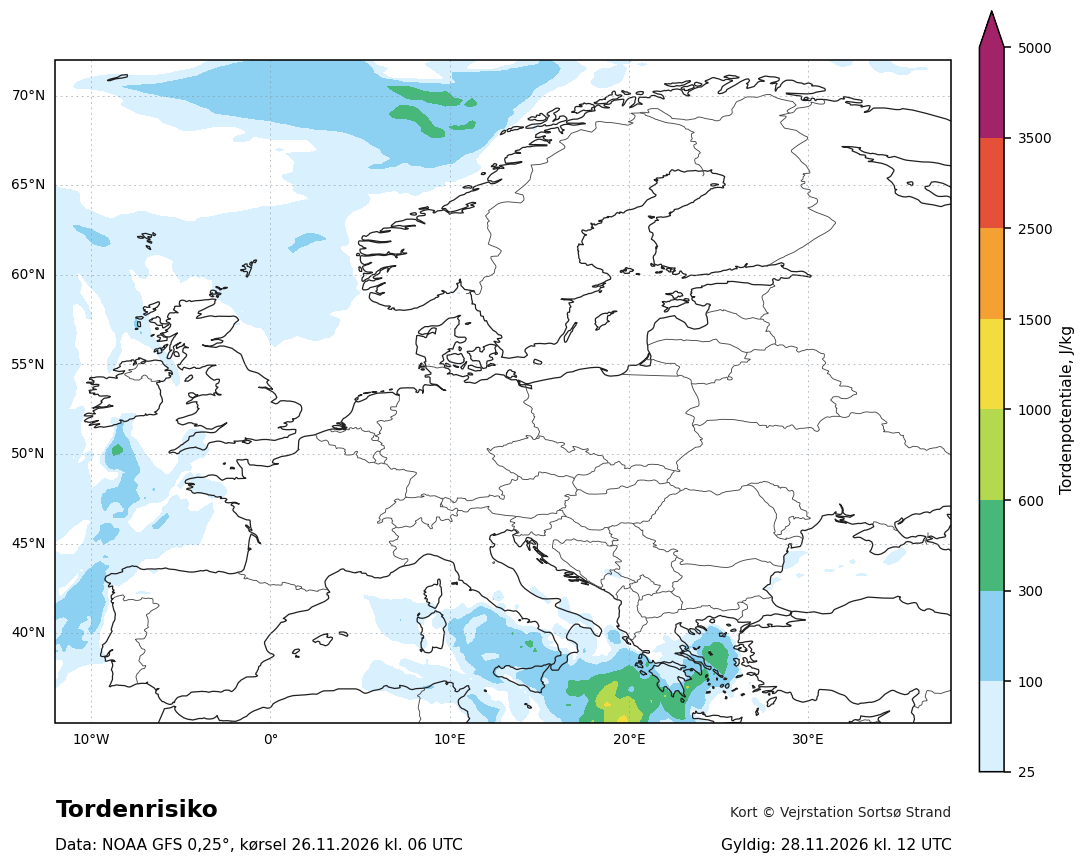 5000
3500
2500
1500
1000
600
300
100
25
Tordenpotentiale, J/kg
70°N
65°N
60°N
55°N
50°N
45°N
40°N
10°W
0°
10°E
20°E
30°E
Tordenrisiko
Kort © Vejrstation Sortsø Strand
Data: NOAA GFS 0,25°, kørsel 26.11.2026 kl. 06 UTC
Gyldig: 28.11.2026 kl. 12 UTC